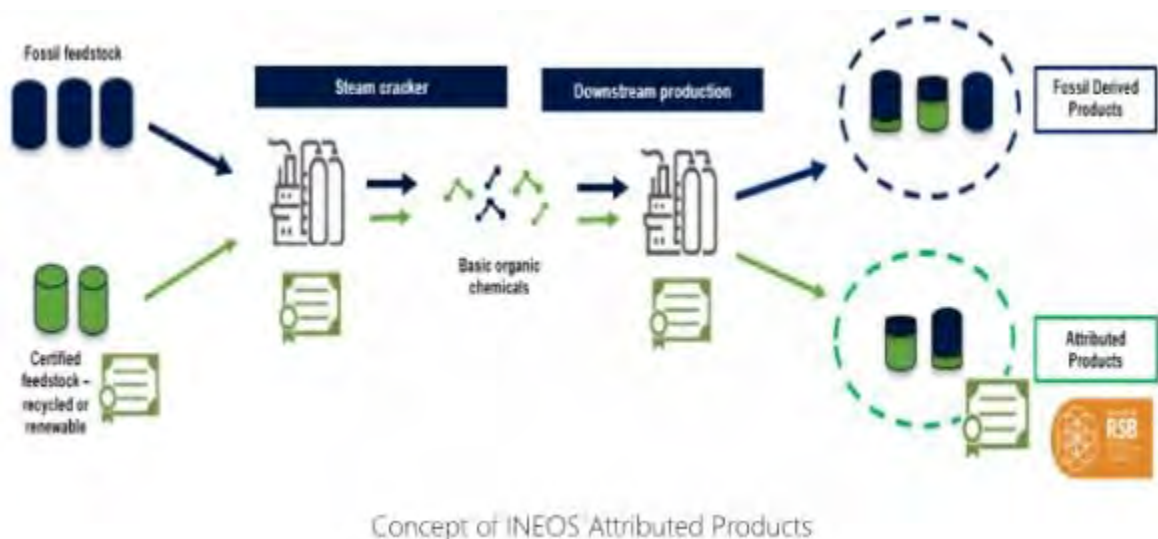 Fossil feedstock
Steam cracker
Downstream production
Fossil Derived
Products
Basic organic
chemicals
Certified
feedstock –
recycled or
renewable
Attributed
Products
RSB
Concept of INEOS Attributed Products